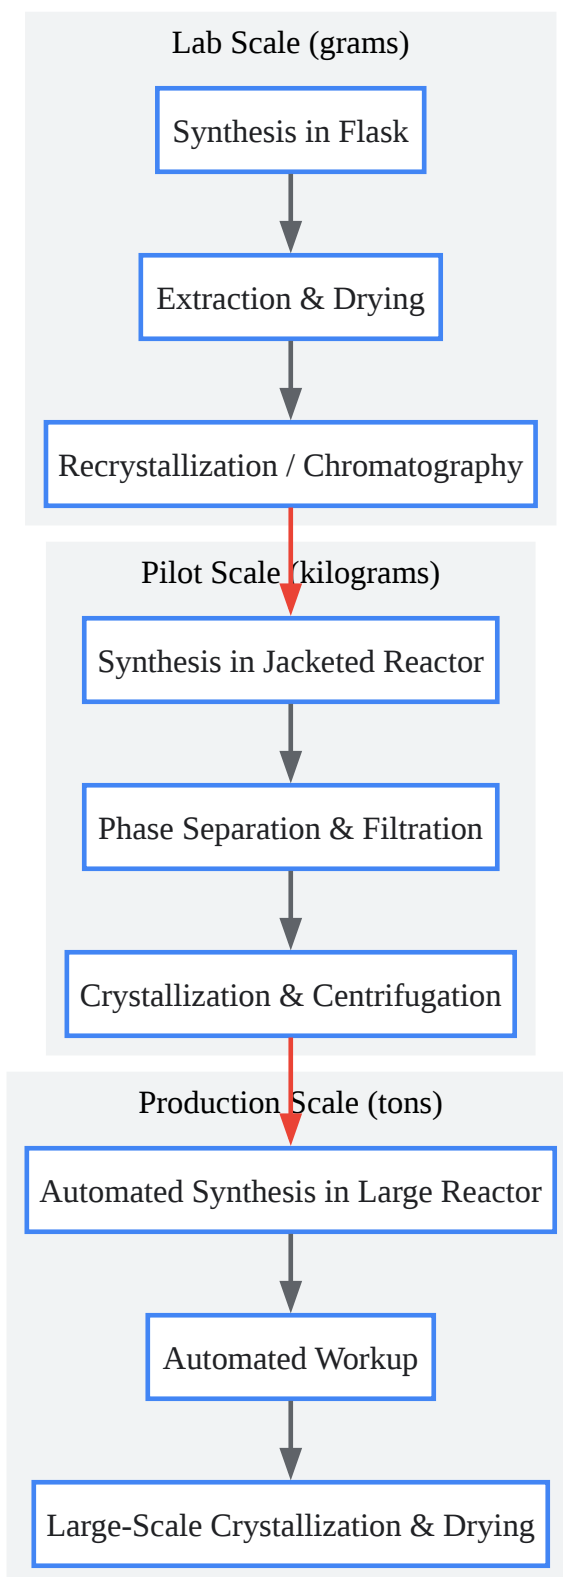 Lab Scale (grams)
Synthesis in Flask
Extraction & Drying
Recrystallization / Chromatography
Pilot Scale (kilograms)
Synthesis in Jacketed Reactor
Phase Separation & Filtration
Crystallization & Centrifugation
Production Scale (tons)
Automated Synthesis in Large Reactor
Automated Workup
Large-Scale Crystallization & Drying